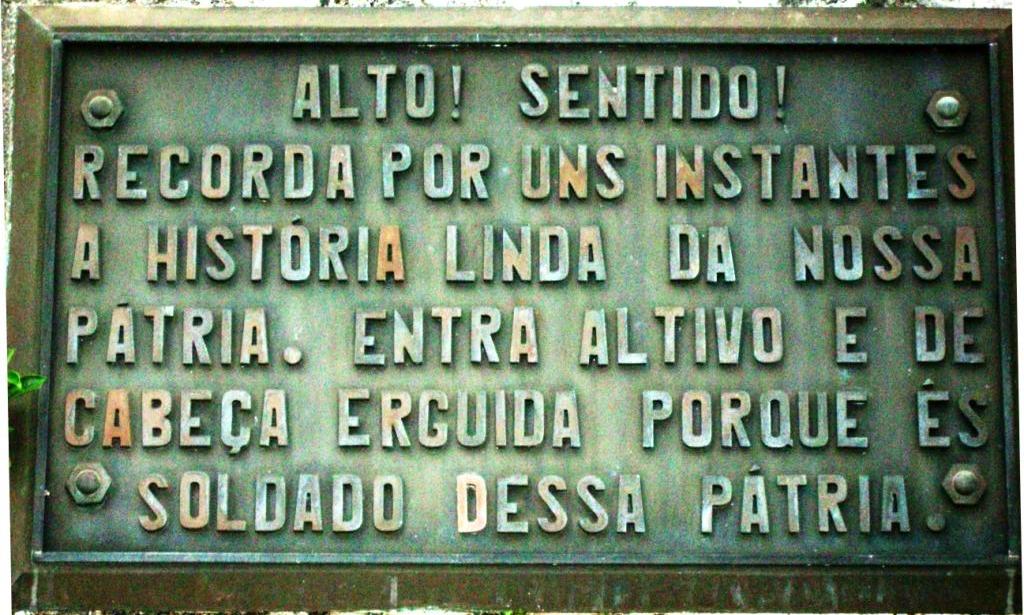 ALTO! SENTIDO!
RECORDA POR UNS INSTANTES
A HISTÓRIA LINDA DA NOSSA
PÁTRIA. ENTRA ALTIVO E DE
CABEÇA ERGUIDA PORQUE ÉS
SOLDADO DESSA PÁTRIA.